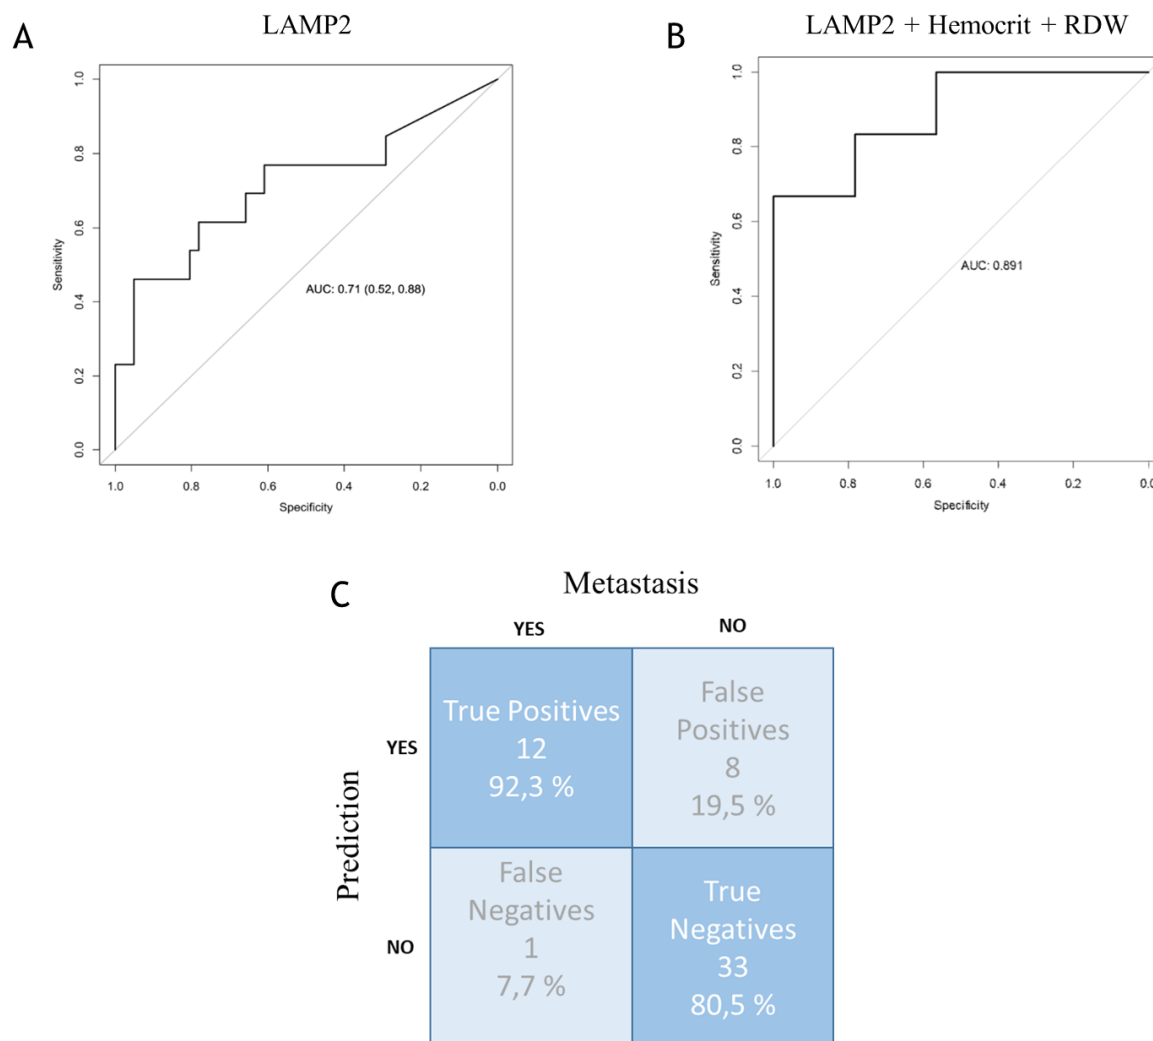 A
LAMP2
1.0
0.8
0.6
0.4
0.2
0.0
Sensitivity
AUC: 0.71 (0.52, 0.88)
1.0
0.8
0.6
0.4
0.2
0.0
Specificity
B
LAMP2 + Hemocrit + RDW
1.0
0.8
0.6
0.4
0.2
0.0
Sensitivity
AUC: 0.891
1.0
0.8
0.6
0.4
0.2
0.0
Specificity
C
Metastasis
YES
NO
Prediction
YES
True Positives
12
92,3 %
False
Positives
8
19,5 %
NO
False
Negatives
1
7,7 %
True
Negatives
33
80,5 %